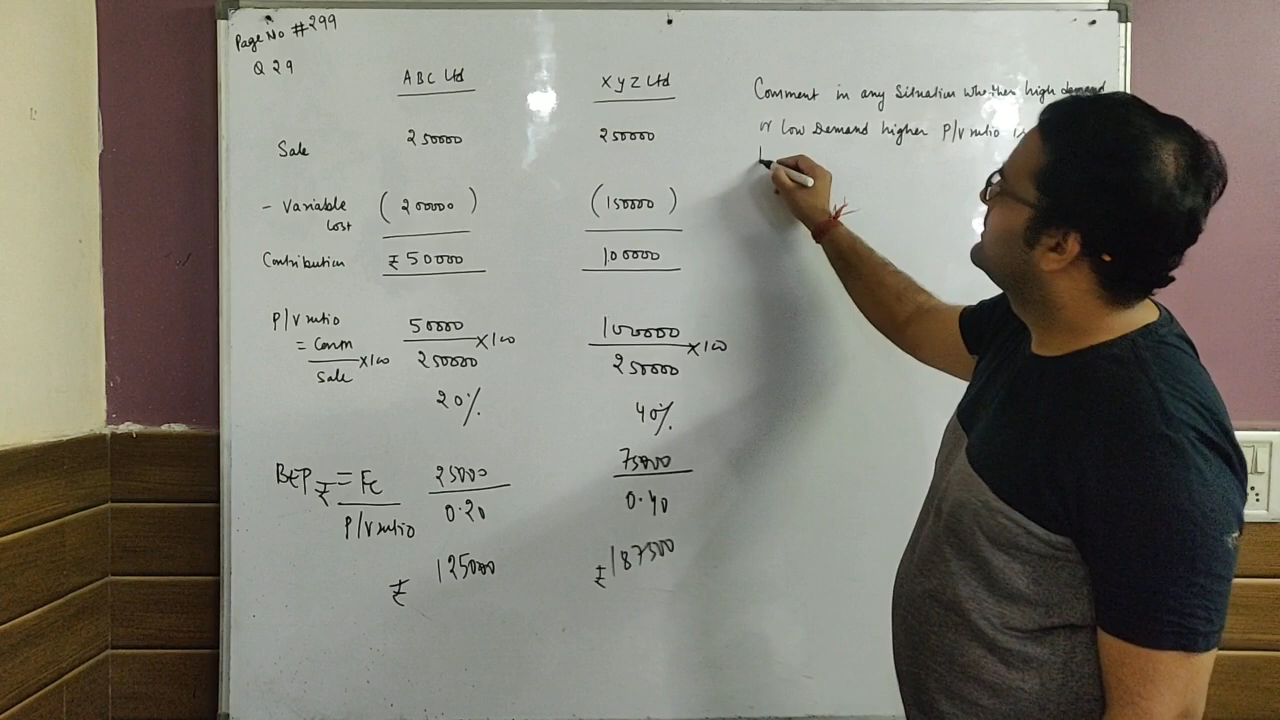 Page No #299
Q 29
ABC Ltd
XYZ Ltd
Sale
250000
250000
- Variable Cost
(200000)
(150000)
Contribution
₹50000
100000
P/V ratio
= Contn / Sale × 100
50000 / 250000 × 100
100000 / 250000 × 100
20%
40%
BEP ₹ = Fc / P/V ratio
25000 / 0.20
75000 / 0.40
₹ 125000
₹ 187500
Comment in any Situation whether high demand
or low Demand higher P/V ratio is